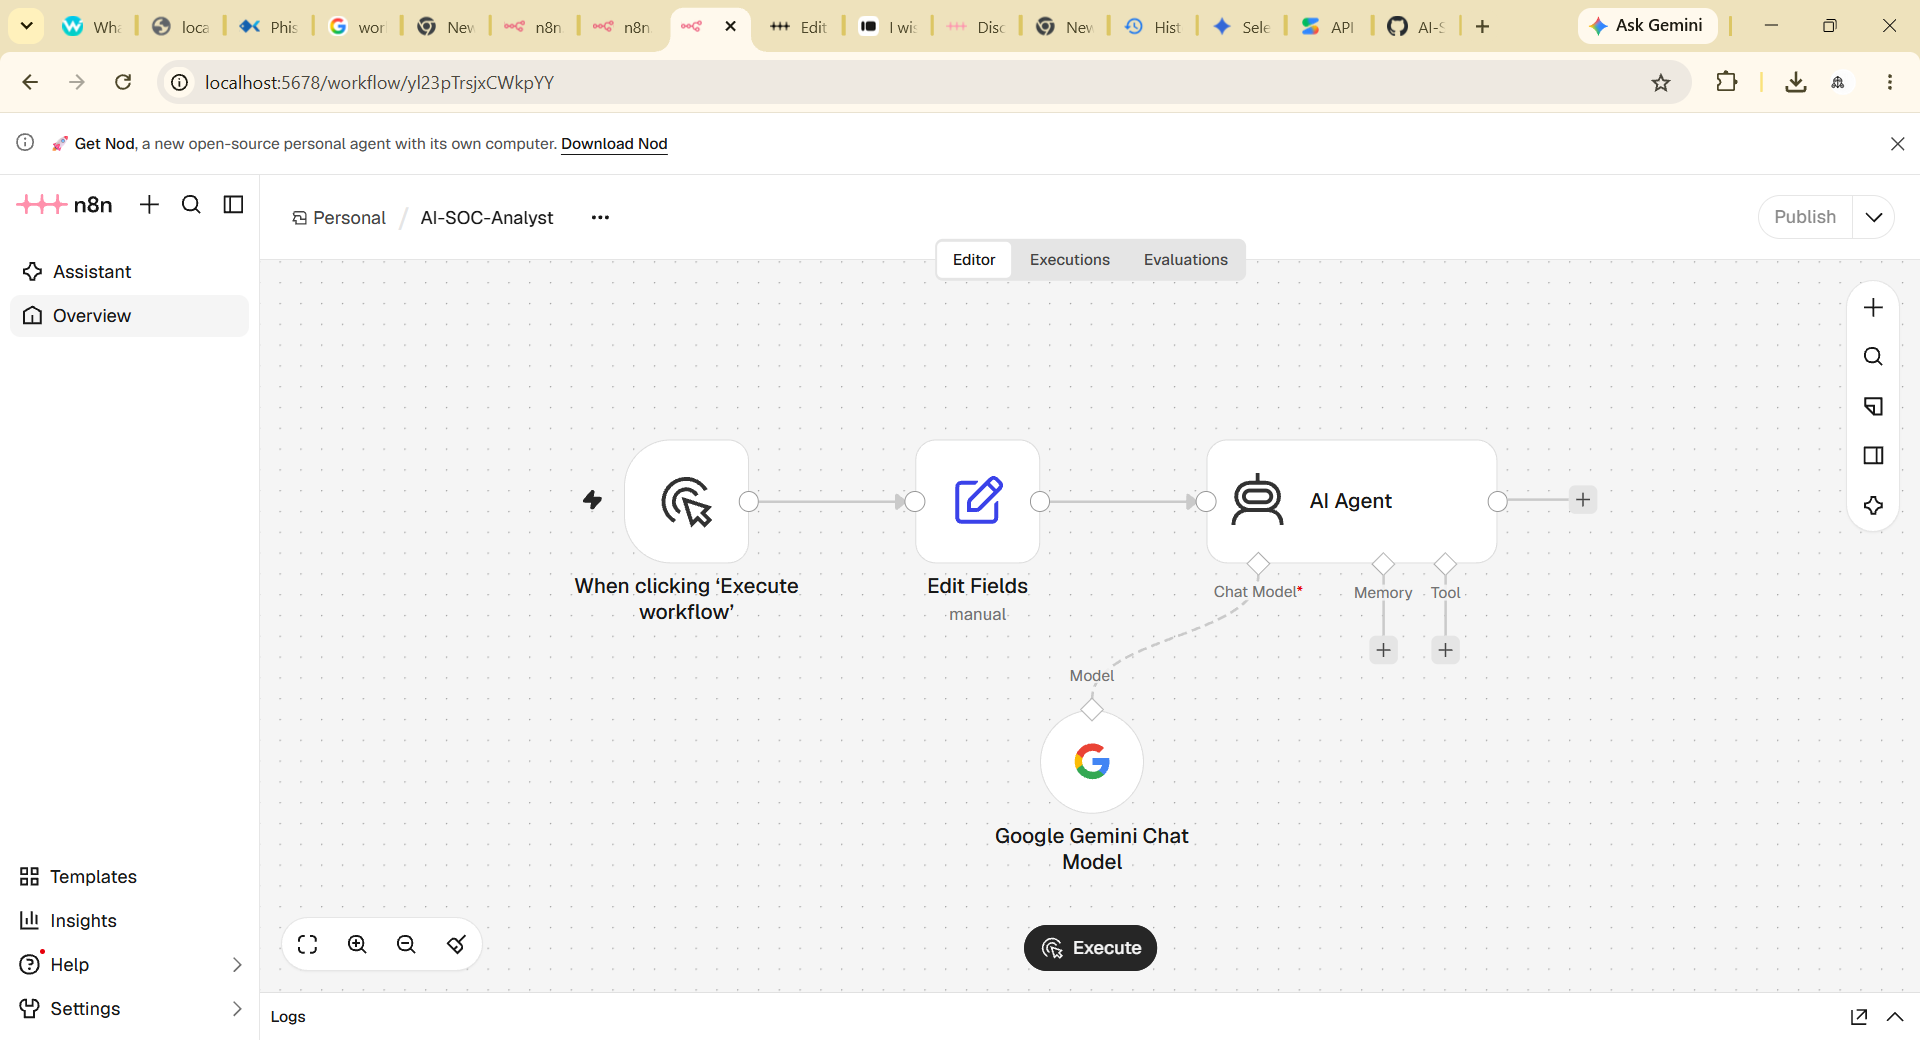 Wha
loca
Phis
wor
New
n8n
n8n
Edit
I wis
Disc
New
Hist
Sele
API
AI-S
Ask Gemini
localhost:5678/workflow/yl23pTrsjxCWkpYY
🚀 Get Nod, a new open-source personal agent with its own computer. Download Nod
n8n
Personal / AI-SOC-Analyst
Publish
Editor
Executions
Evaluations
Assistant
Overview
AI Agent
When clicking ‘Execute
workflow’
Edit Fields
manual
Chat Model*
Memory
Tool
Model
Google Gemini Chat
Model
Templates
Insights
Help
Settings
Execute
Logs